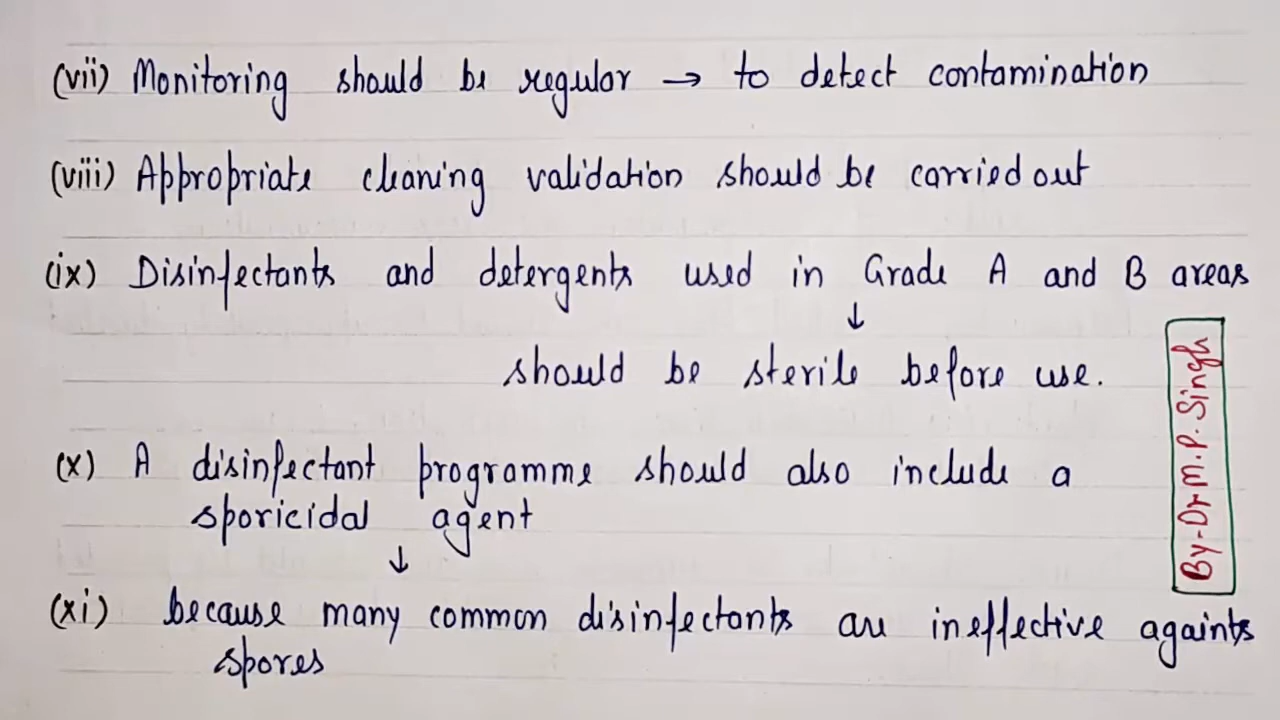 (vii) Monitoring should be regular → to detect contamination
(viii) Appropriate cleaning validation should be carried out
(ix) Disinfectants and detergents used in Grade A and B areas
↓
should be sterile before use.
(x) A disinfectant programme should also include a
sporicidal agent
↓
(xi) because many common disinfectants are ineffective againts
spores
By-Dr M.P. Singh